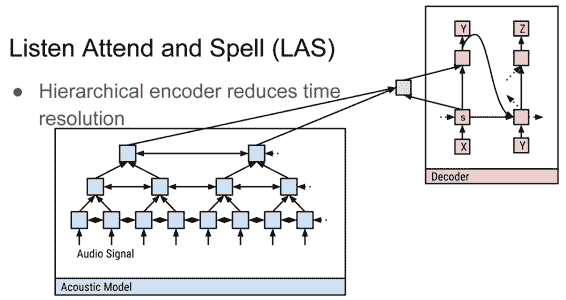 Listen Attend and Spell (LAS)
● Hierarchical encoder reduces time
resolution
Y Z
s
X Y
Decoder
Audio Signal
Acoustic Model